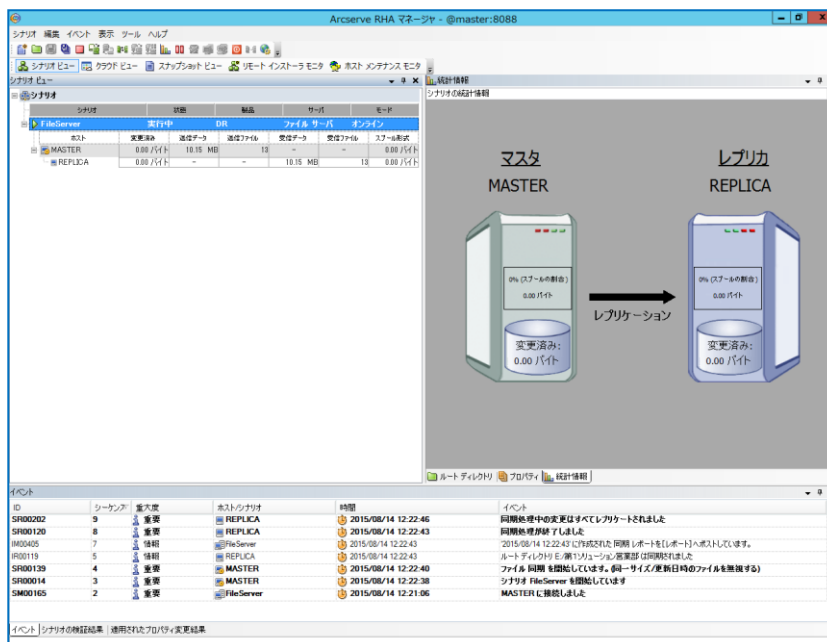 Arcserve RHA マネージャ - @master:8088
シナリオ 編集 イベント 表示 ツール ヘルプ
シナリオ ビュー クラウド ビュー スナップショット ビュー リモート インストーラ モニタ ホスト メンテナンス モニタ
シナリオ ビュー
シナリオ
シナリオ 状態 製品 サーバ モード
FileServer 実行中 DR ファイル サーバ オンライン
ホスト 変更済み 送信データ 送信ファイル 受信データ 受信ファイル スプール形式
MASTER 0.00 バイト 10.15 MB 13 - - 0.00 バイト
REPLICA 0.00 バイト - - 10.15 MB 13 0.00 バイト
統計情報
シナリオの統計情報
マスタ レプリカ
MASTER REPLICA
0% (スプールの割合) 0% (スプールの割合)
0.00 バイト 0.00 バイト
レプリケーション
変更済み: 変更済み:
0.00 バイト 0.00 バイト
ルート ディレクトリ プロパティ 統計情報
イベント
ID シーケンス 重大度 ホスト/シナリオ 時間 イベント
SR00202 9 重要 REPLICA 2015/08/14 12:22:46 同期処理中の変更はすべてレプリケートされました
SR00120 8 重要 REPLICA 2015/08/14 12:22:43 同期処理が終了しました
IM00405 7 情報 FileServer 2015/08/14 12:22:43 '2015/08/14 12:22:43'に作成された 同期 レポートを[レポート]へポストしています。
IR00119 5 情報 REPLICA 2015/08/14 12:22:43 ルート ディレクトリ E:/第1ソリューション営業部 は同期されました
SR00139 4 重要 MASTER 2015/08/14 12:22:40 ファイル 同期 を開始しています。(同一サイズ/更新日時のファイルを無視する)
SR00014 3 重要 MASTER 2015/08/14 12:22:38 シナリオ FileServer を開始しています
SM00165 2 重要 FileServer 2015/08/14 12:21:06 MASTER に接続しました
イベント シナリオの検証結果 適用されたプロパティ変更結果